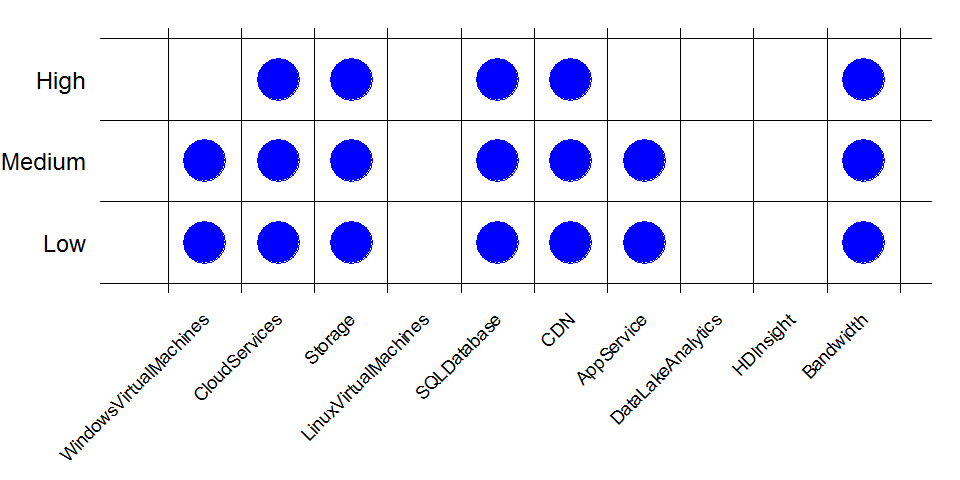 High
Medium
Low
WindowsVirtualMachines
CloudServices
Storage
LinuxVirtualMachines
SQLDatabase
CDN
AppService
DataLakeAnalytics
HDInsight
Bandwidth